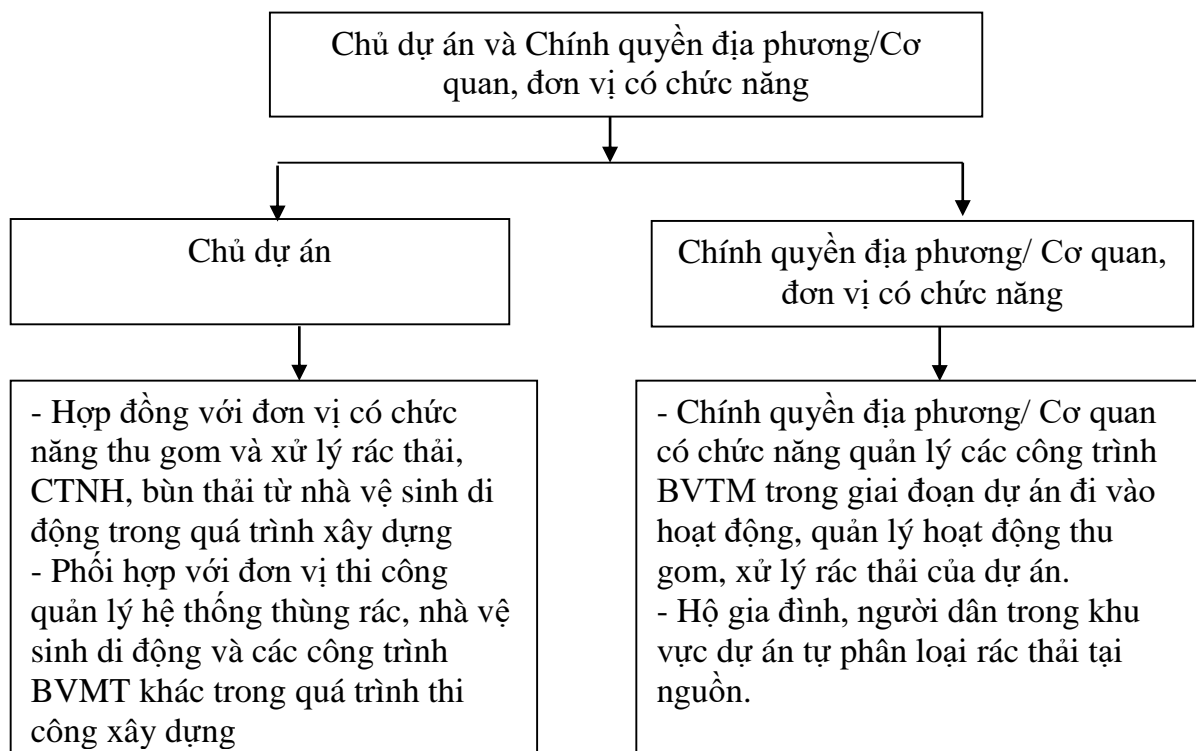 Chủ dự án và Chính quyền địa phương/Cơ
quan, đơn vị có chức năng
Chủ dự án
Chính quyền địa phương/ Cơ quan,
đơn vị có chức năng
- Hợp đồng với đơn vị có chức
năng thu gom và xử lý rác thải,
CTNH, bùn thải từ nhà vệ sinh di
động trong quá trình xây dựng
- Phối hợp với đơn vị thi công
quản lý hệ thống thùng rác, nhà vệ
sinh di động và các công trình
BVMT khác trong quá trình thi
công xây dựng
- Chính quyền địa phương/ Cơ quan
có chức năng quản lý các công trình
BVTM trong giai đoạn dự án đi vào
hoạt động, quản lý hoạt động thu
gom, xử lý rác thải của dự án.
- Hộ gia đình, người dân trong khu
vực dự án tự phân loại rác thải tại
nguồn.